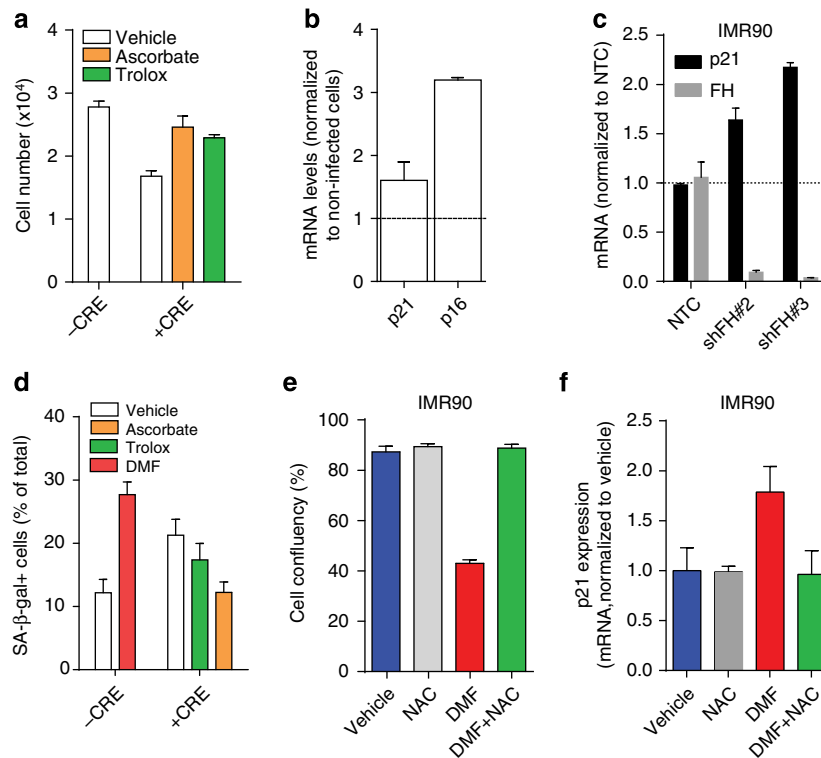 a
Vehicle
Ascorbate
Trolox
Cell number (x10⁴)
4
3
2
1
0
–CRE
+CRE
b
mRNA levels (normalized
to non-infected cells)
4
3
2
1
0
p21
p16
c
IMR90
p21
FH
mRNA (normalized to NTC)
2.5
2.0
1.5
1.0
0.5
0.0
NTC
shFH#2
shFH#3
d
Vehicle
Ascorbate
Trolox
DMF
SA-β-gal+ cells (% of total)
40
30
20
10
0
–CRE
+CRE
e
IMR90
Cell confluency (%)
100
80
60
40
20
0
Vehicle
NAC
DMF
DMF+NAC
f
IMR90
p21 expression
(mRNA,normalized to vehicle)
2.5
2.0
1.5
1.0
0.5
0.0
Vehicle
NAC
DMF
DMF+NAC